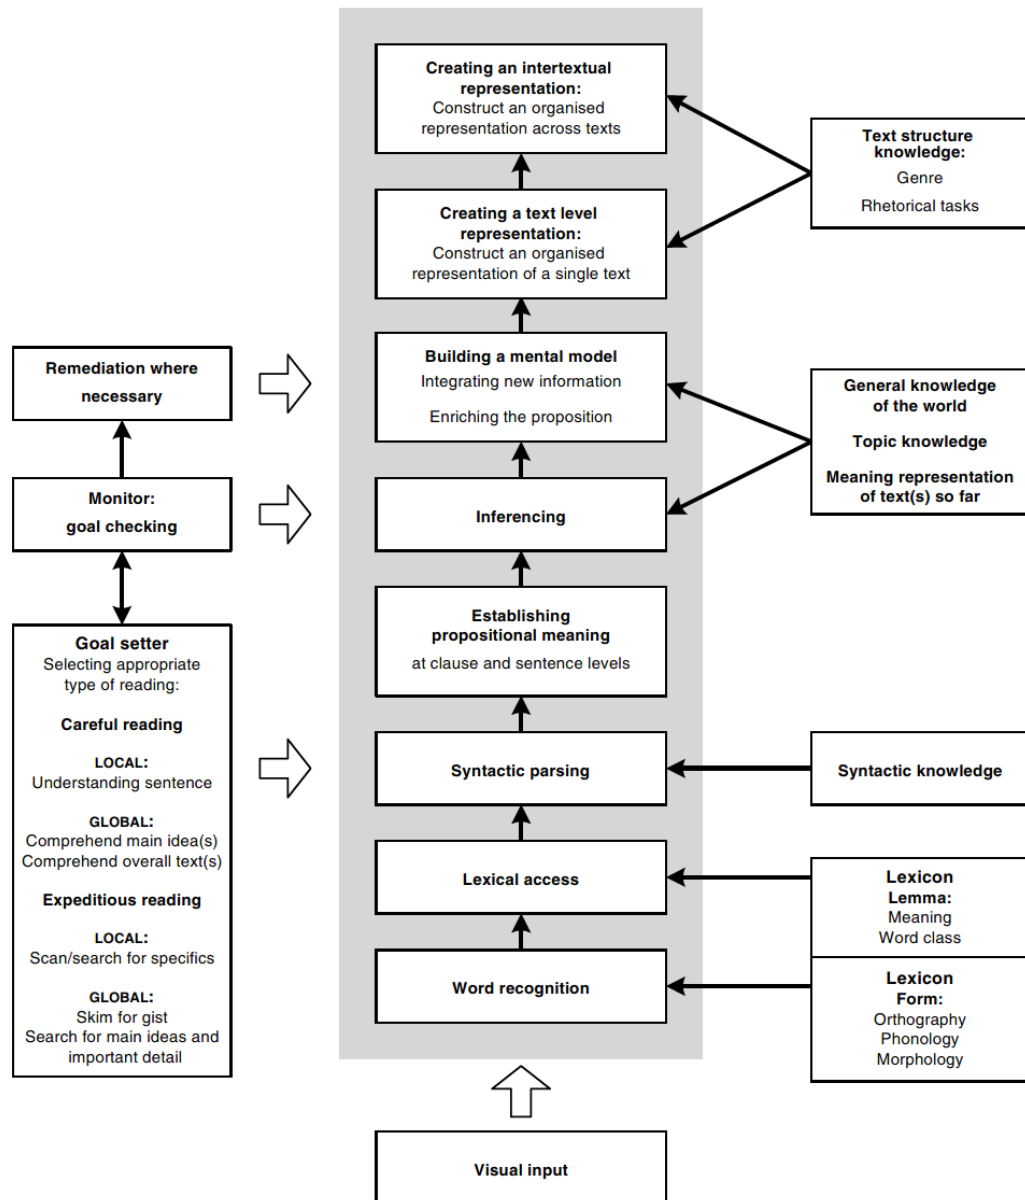 Creating an intertextual
representation:
Construct an organised
representation across texts
Text structure
knowledge:
Genre
Rhetorical tasks
Creating a text level
representation:
Construct an organised
representation of a single text
Remediation where
necessary
Building a mental model
Integrating new information
Enriching the proposition
General knowledge
of the world
Topic knowledge
Meaning representation
of text(s) so far
Monitor:
goal checking
Inferencing
Establishing
propositional meaning
at clause and sentence levels
Goal setter
Selecting appropriate
type of reading:
Careful reading
LOCAL:
Understanding sentence
GLOBAL:
Comprehend main idea(s)
Comprehend overall text(s)
Expeditious reading
LOCAL:
Scan/search for specifics
GLOBAL:
Skim for gist
Search for main ideas and
important detail
Syntactic parsing
Syntactic knowledge
Lexical access
Lexicon
Lemma:
Meaning
Word class
Word recognition
Lexicon
Form:
Orthography
Phonology
Morphology
Visual input